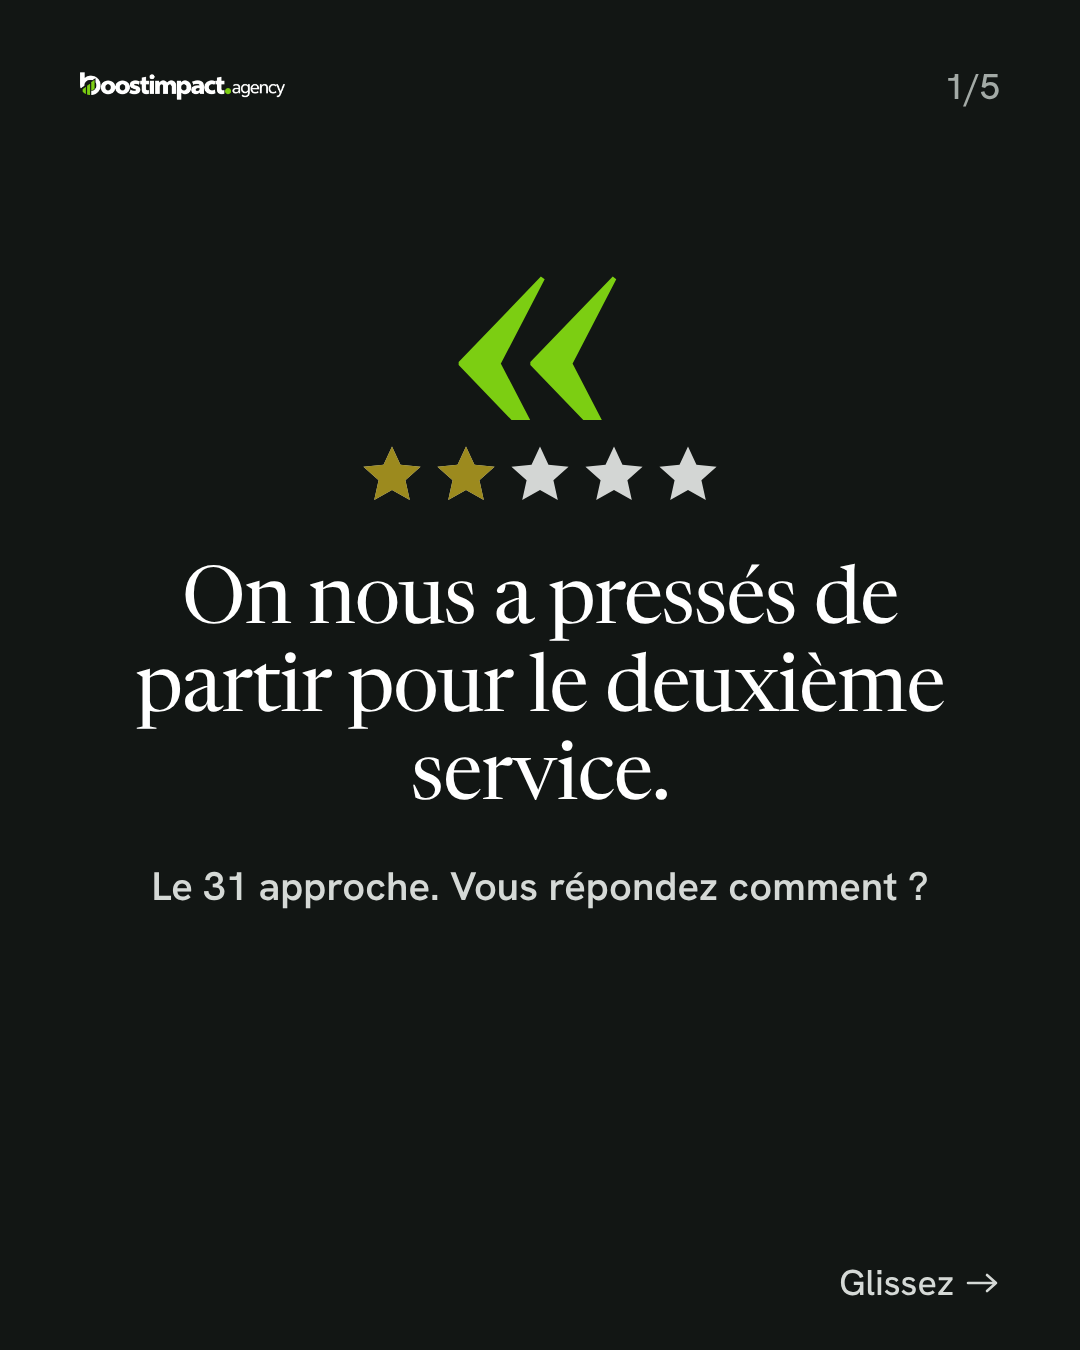 boostimpact.agency
1/5
«
On nous a pressés de
partir pour le deuxième
service.
Le 31 approche. Vous répondez comment ?
Glissez →